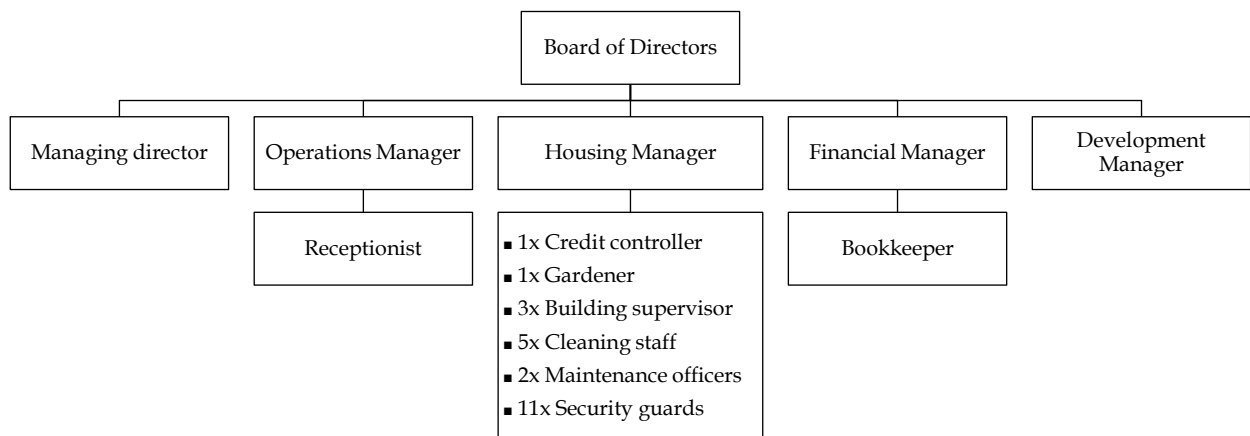 Board of Directors
Managing director
Operations Manager
Housing Manager
Financial Manager
Development
Manager
Receptionist
▪ 1x Credit controller
▪ 1x Gardener
▪ 3x Building supervisor
▪ 5x Cleaning staff
▪ 2x Maintenance officers
▪ 11x Security guards
Bookkeeper